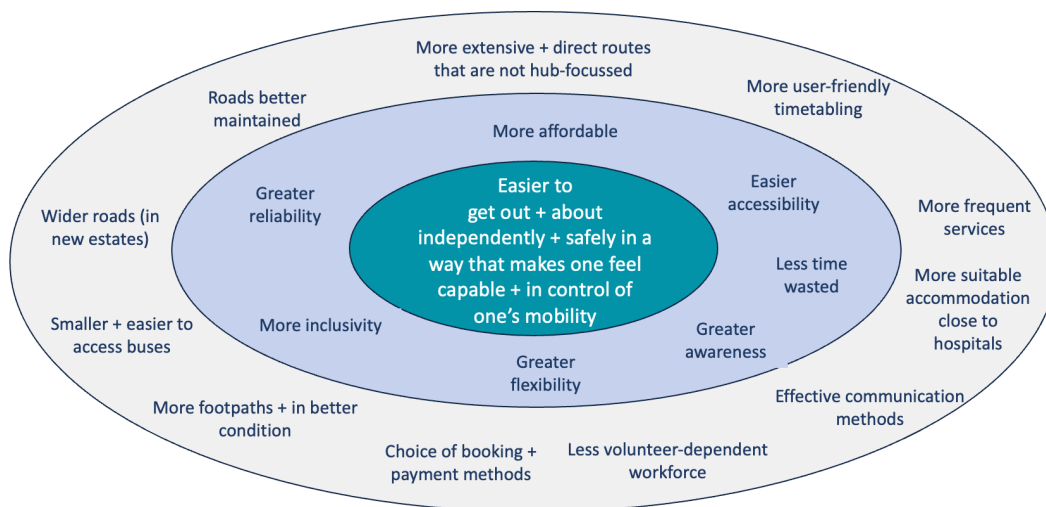 More extensive + direct routes
that are not hub-focussed
More user-friendly
timetabling
Roads better
maintained
More affordable
Easier to
get out + about
independently + safely in a
way that makes one feel
capable + in control of
one's mobility
Greater
reliability
Easier
accessibility
Wider roads (in
new estates)
More frequent
services
Less time
wasted
More suitable
accommodation
close to
hospitals
Smaller + easier to
access buses
More inclusivity
Greater
awareness
Greater
flexibility
Effective communication
methods
More footpaths + in better
condition
Choice of booking +
payment methods
Less volunteer-dependent
workforce